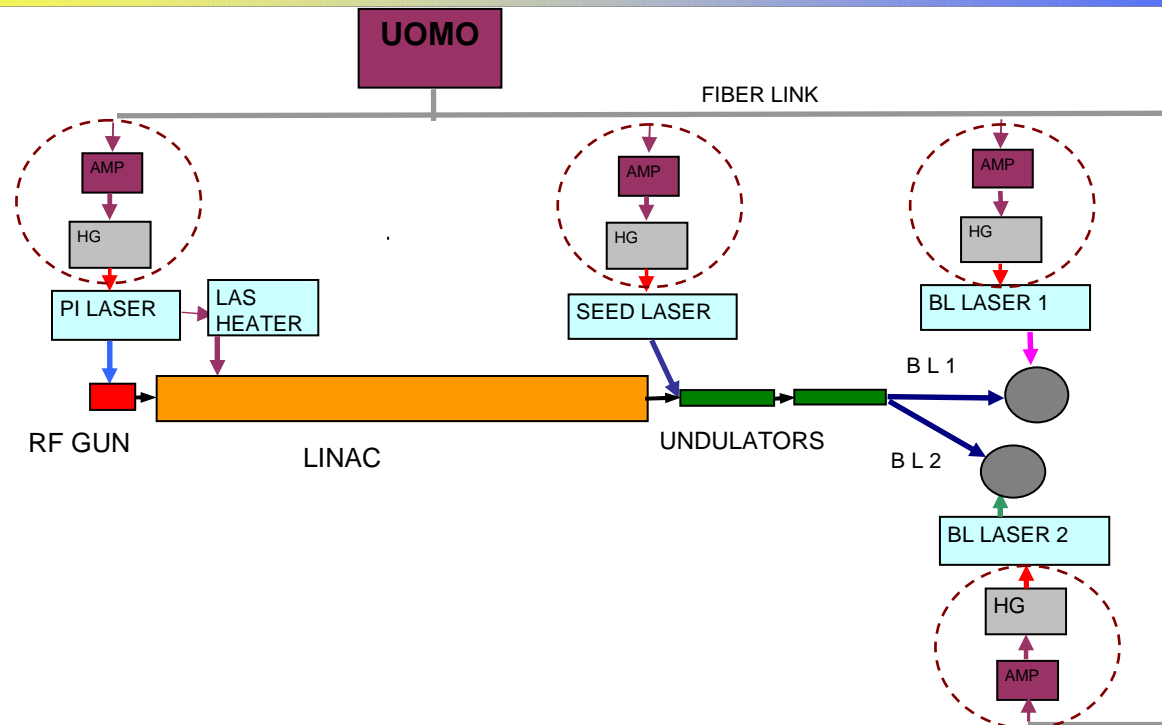 UOMO
FIBER LINK
AMP
HG
AMP
HG
AMP
HG
PI LASER
LAS
HEATER
SEED LASER
BL LASER 1
B L 1
RF GUN
LINAC
UNDULATORS
B L 2
BL LASER 2
HG
AMP